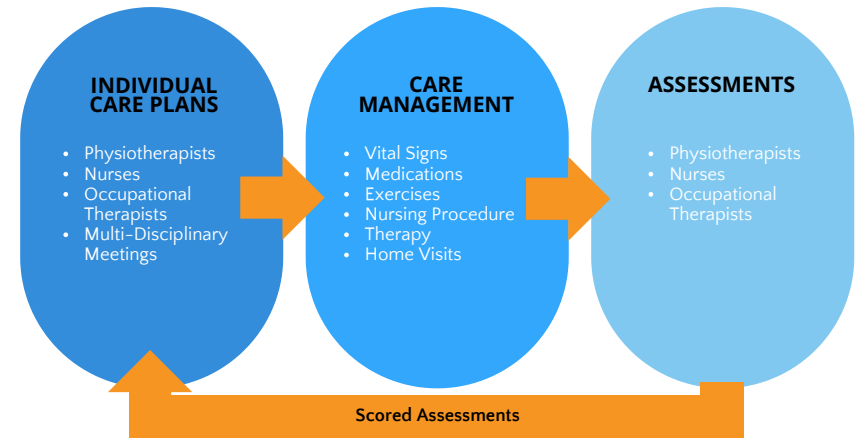 INDIVIDUAL
CARE PLANS
• Physiotherapists
• Nurses
• Occupational
Therapists
• Multi-Disciplinary
Meetings
CARE
MANAGEMENT
• Vital Signs
• Medications
• Exercises
• Nursing Procedure
• Therapy
• Home Visits
ASSESSMENTS
• Physiotherapists
• Nurses
• Occupational
Therapists
Scored Assessments